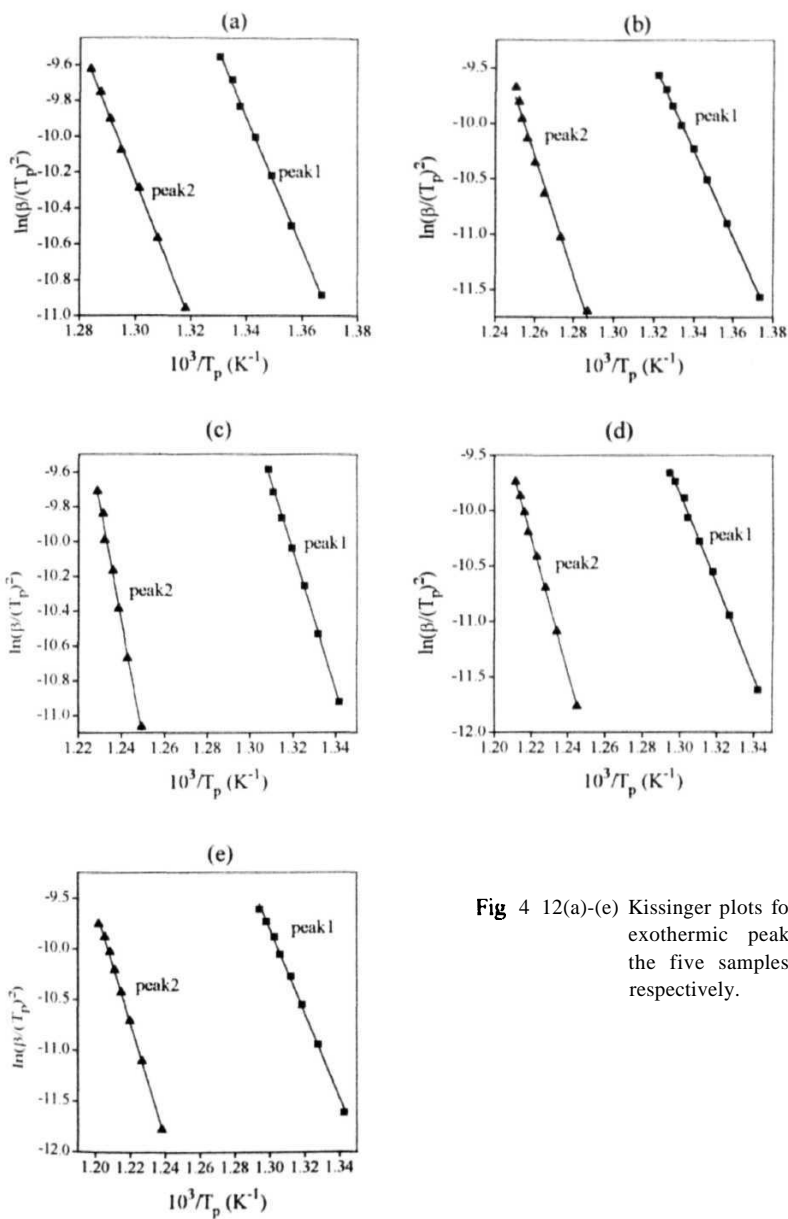 (a)
-9.6
-9.8
-10.0
-10.2
-10.4
-10.6
-10.8
-11.0
ln(β/(Tp)²)
peak2
peak1
1.28 1.30 1.32 1.34 1.36 1.38
10³/Tp (K⁻¹)
(b)
-9.5
-10.0
-10.5
-11.0
-11.5
ln(β/(Tp)²)
peak2
peak1
1.24 1.26 1.28 1.30 1.32 1.34 1.36 1.38
10³/Tp (K⁻¹)
(c)
-9.6
-9.8
-10.0
-10.2
-10.4
-10.6
-10.8
-11.0
ln(β/(Tp)²)
peak2
peak1
1.22 1.24 1.26 1.28 1.30 1.32 1.34
10³/Tp (K⁻¹)
(d)
-9.5
-10.0
-10.5
-11.0
-11.5
-12.0
ln(β/(Tp)²)
peak2
peak1
1.20 1.22 1.24 1.26 1.28 1.30 1.32 1.34
10³/Tp (K⁻¹)
(e)
-9.5
-10.0
-10.5
-11.0
-11.5
-12.0
ln(β/(Tp)²)
peak2
peak1
1.20 1.22 1.24 1.26 1.28 1.30 1.32 1.34
10³/Tp (K⁻¹)
Fig 4 12(a)-(e) Kissinger plots fo
exothermic peak
the five samples
respectively.